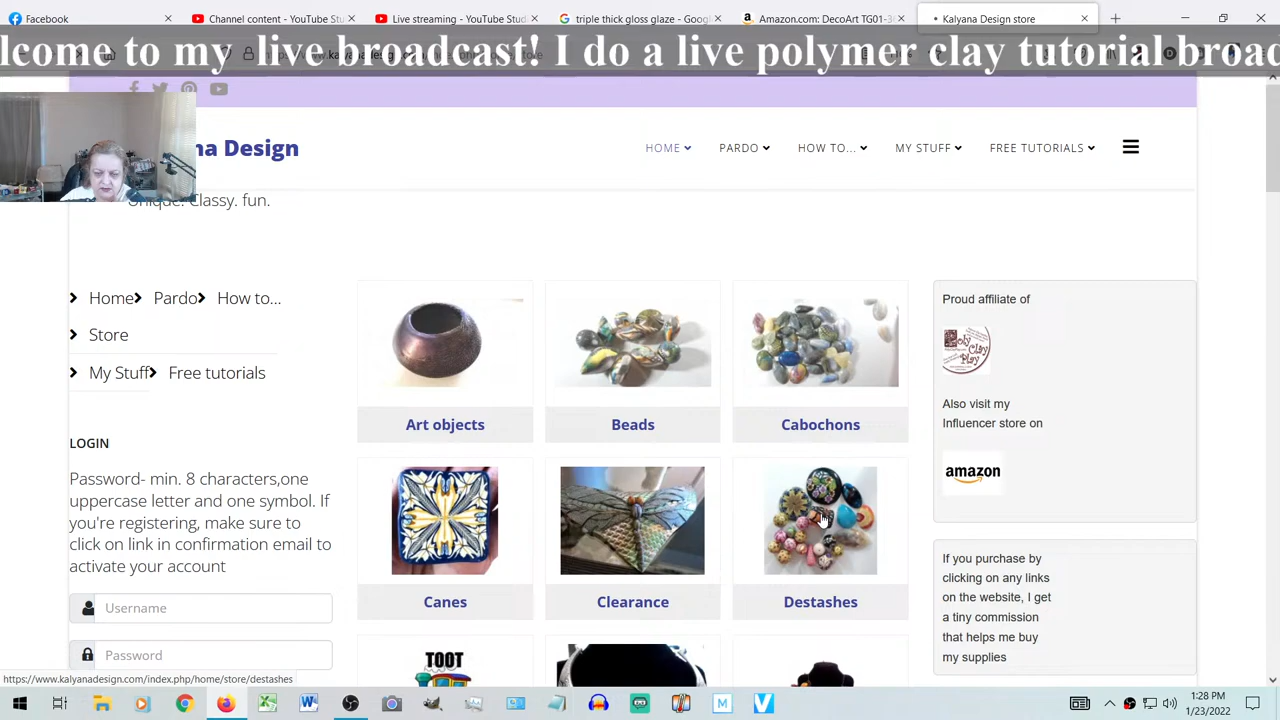 Facebook
Channel content - YouTube Stu
Live streaming - YouTube Stud
triple thick gloss glaze - Goog
Amazon.com: DecoArt TG01-3
Kalyana Design store
lcome to my live broadcast! I do a live polymer clay tutorial broad
na Design
HOME
PARDO
HOW TO...
MY STUFF
FREE TUTORIALS
Unique. Classy. fun.
Home
Pardo
How to...
Store
My Stuff
Free tutorials
LOGIN
Password- min. 8 characters,one
uppercase letter and one symbol. If
you're registering, make sure to
click on link in confirmation email to
activate your account
Username
Password
Art objects
Beads
Cabochons
Canes
Clearance
Destashes
TOOT
Proud affiliate of
Poly
Clay
Play
Also visit my
Influencer store on
amazon
If you purchase by
clicking on any links
on the website, I get
a tiny commission
that helps me buy
my supplies
https://www.kalyanadesign.com/index.php/home/store/destashes
1:28 PM
1/23/2022